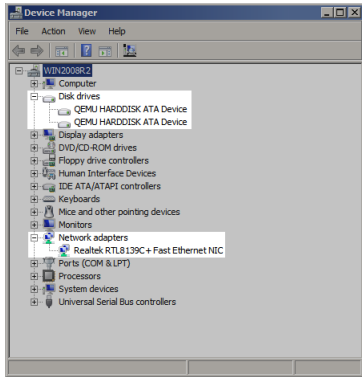 Device Manager
File Action View Help
WIN2008R2
Computer
Disk drives
QEMU HARDDISK ATA Device
QEMU HARDDISK ATA Device
Display adapters
DVD/CD-ROM drives
Floppy drive controllers
Human Interface Devices
IDE ATA/ATAPI controllers
Keyboards
Mice and other pointing devices
Monitors
Network adapters
Realtek RTL8139C+ Fast Ethernet NIC
Ports (COM & LPT)
Processors
System devices
Universal Serial Bus controllers